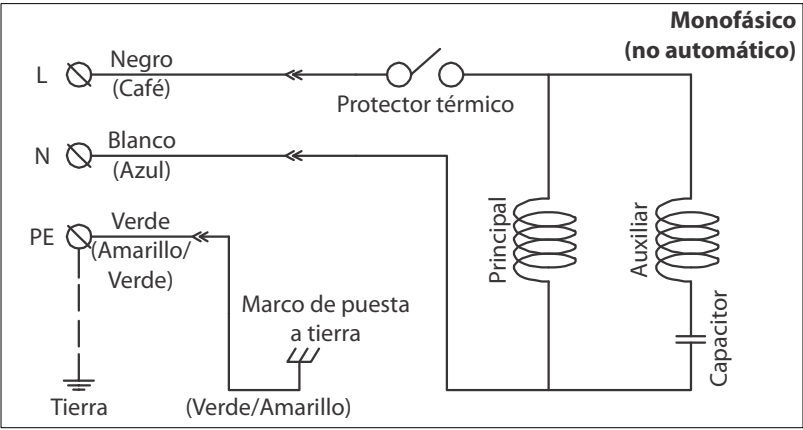 Monofásico
(no automático)
L
Negro
(Café)
Protector térmico
N
Blanco
(Azul)
PE
Verde
(Amarillo/
Verde)
Principal
Auxiliar
Capacitor
Marco de puesta
a tierra
Tierra
(Verde/Amarillo)